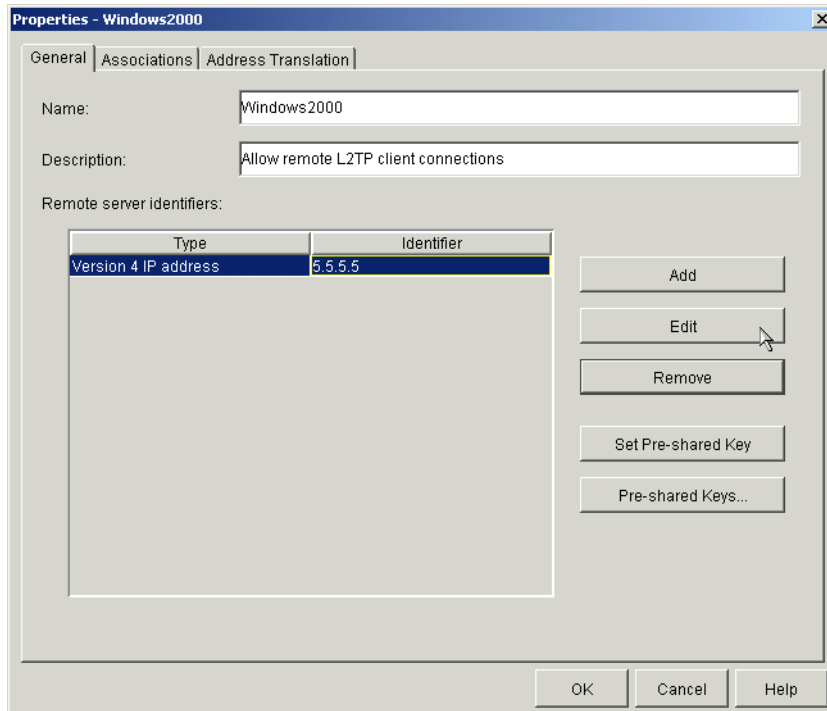 Properties - Windows2000
General Associations Address Translation
Name: Windows2000
Description: Allow remote L2TP client connections
Remote server identifiers:
Type Identifier
Version 4 IP address 5.5.5.5
Add
Edit
Remove
Set Pre-shared Key
Pre-shared Keys...
OK Cancel Help